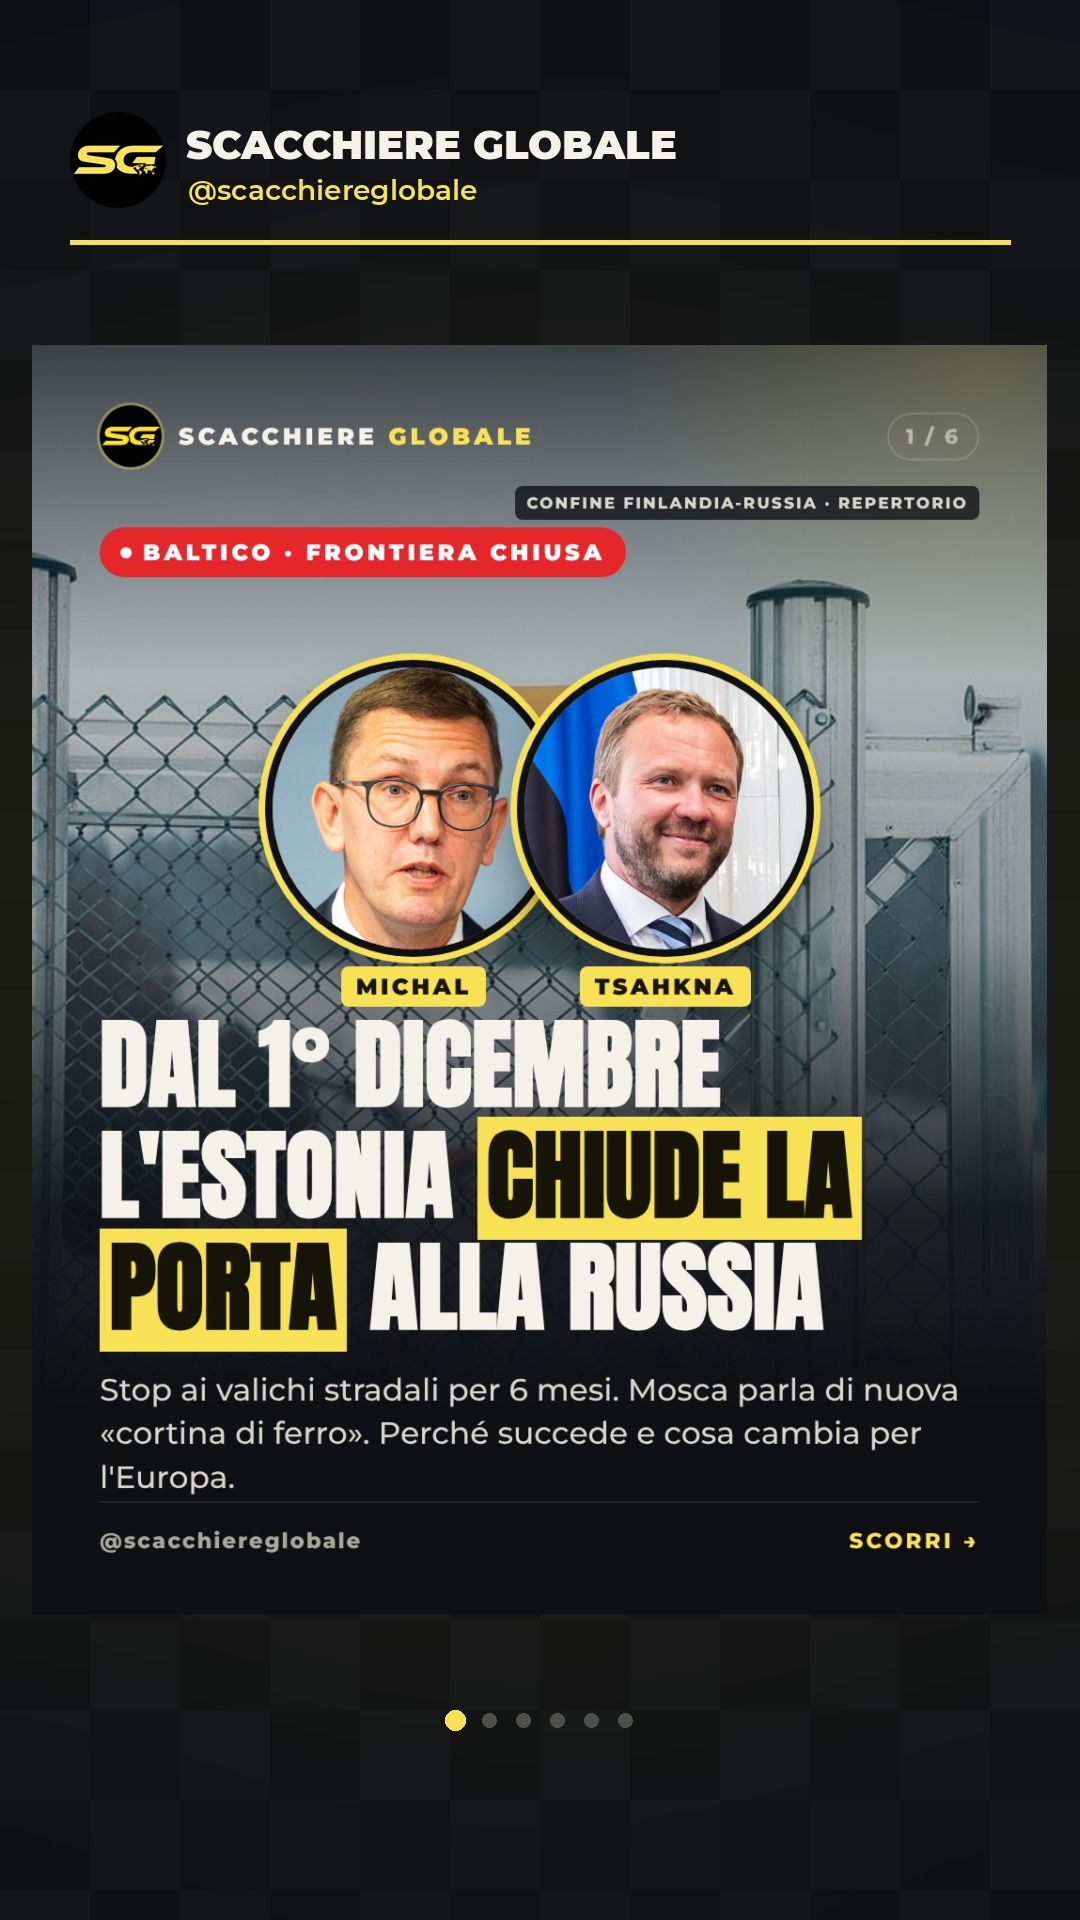 SG
SCACCHIERE GLOBALE
@scacchiereglobale
SG
SCACCHIERE GLOBALE
1 / 6
CONFINE FINLANDIA-RUSSIA · REPERTORIO
BALTICO · FRONTIERA CHIUSA
MICHAL
TSAHKNA
DAL 1° DICEMBRE
L'ESTONIA CHIUDE LA
PORTA ALLA RUSSIA
Stop ai valichi stradali per 6 mesi. Mosca parla di nuova
«cortina di ferro». Perché succede e cosa cambia per
l'Europa.
@scacchiereglobale
SCORRI →